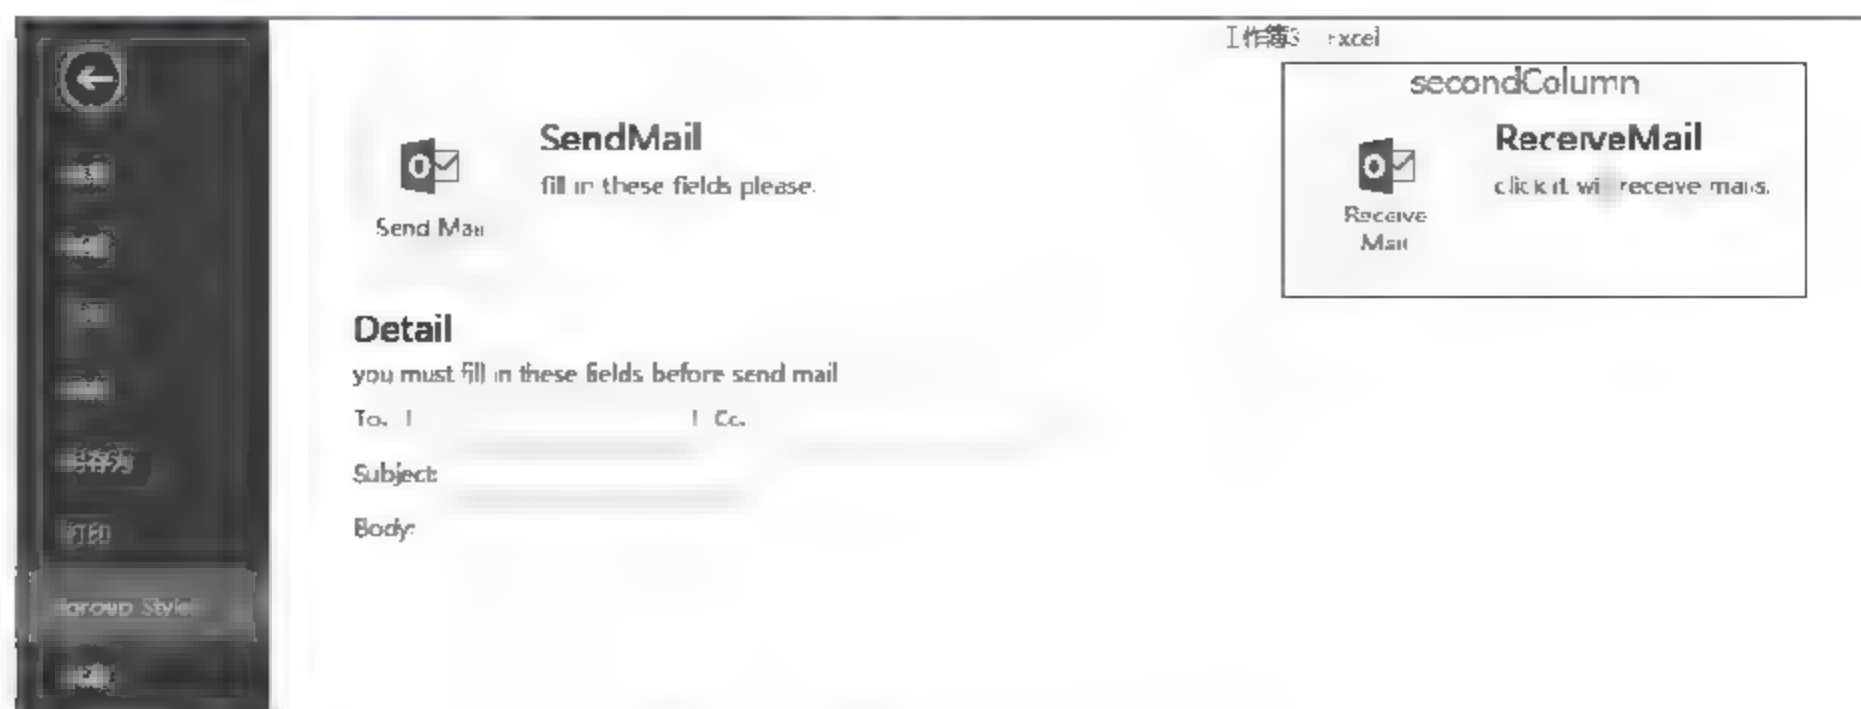 工作簿3 Excel
SendMail
fill in these fields please.
Send Mail
secondColumn
ReceiveMail
click it will receive mails.
Receive
Mail
Detail
you must fill in these fields before send mail
To: Cc:
Subject:
Body:
另存为
打印
group Style